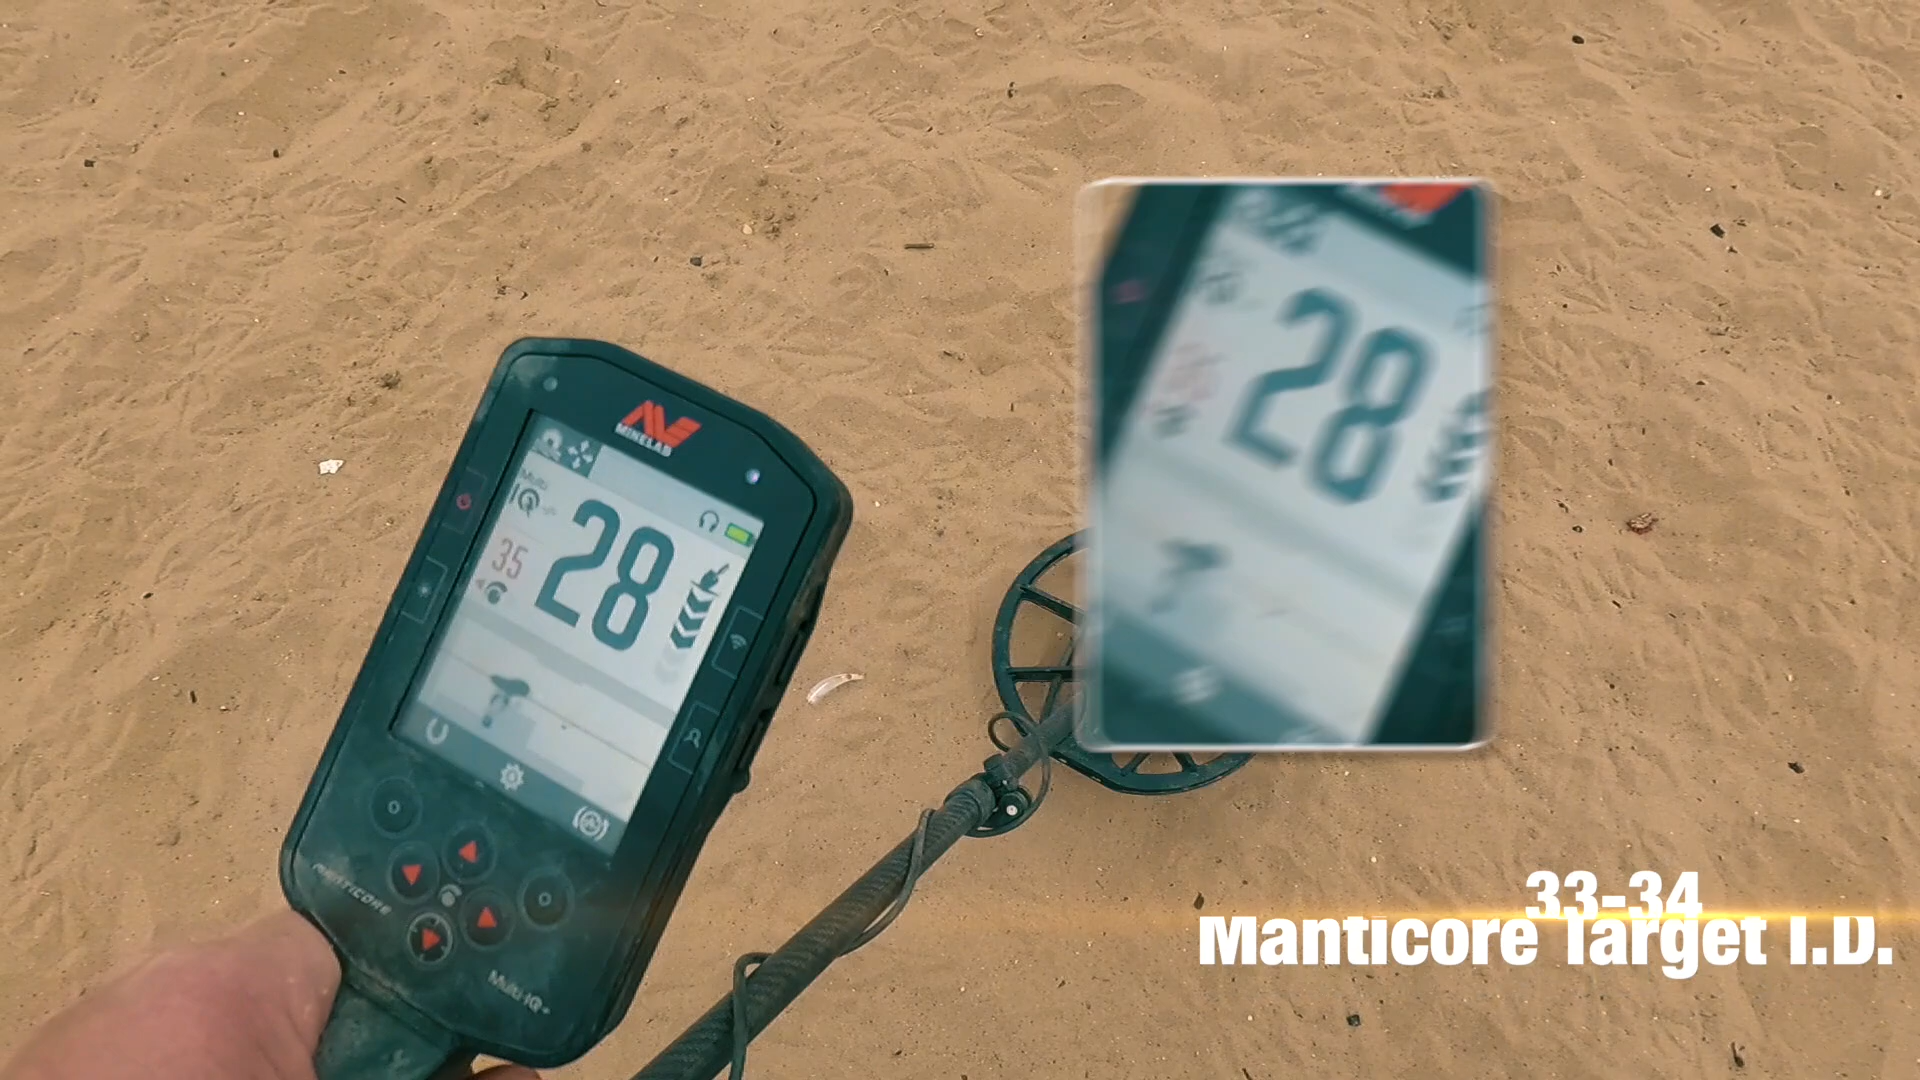 MINELAB
Multi
IQ
28
35
MANTICORE
Multi-IQ+
28
33-34
Manticore Target I.D.